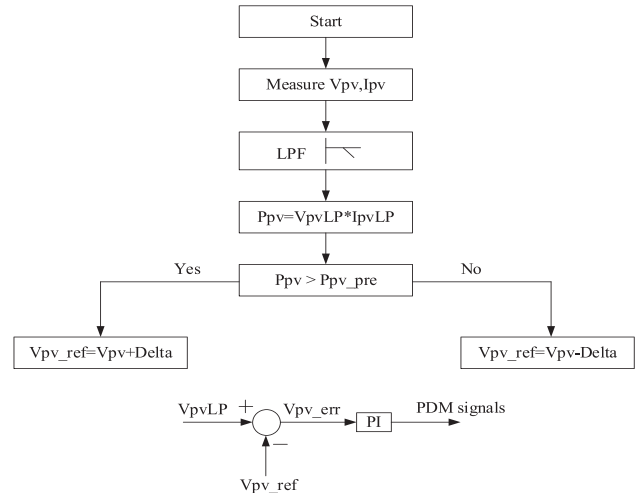 Start
Measure Vpv,Ipv
LPF
Ppv=VpvLP*IpvLP
Yes
Ppv > Ppv_pre
No
Vpv_ref=Vpv+Delta
Vpv_ref=Vpv-Delta
VpvLP
+
Vpv_err
PI
PDM signals
−
Vpv_ref